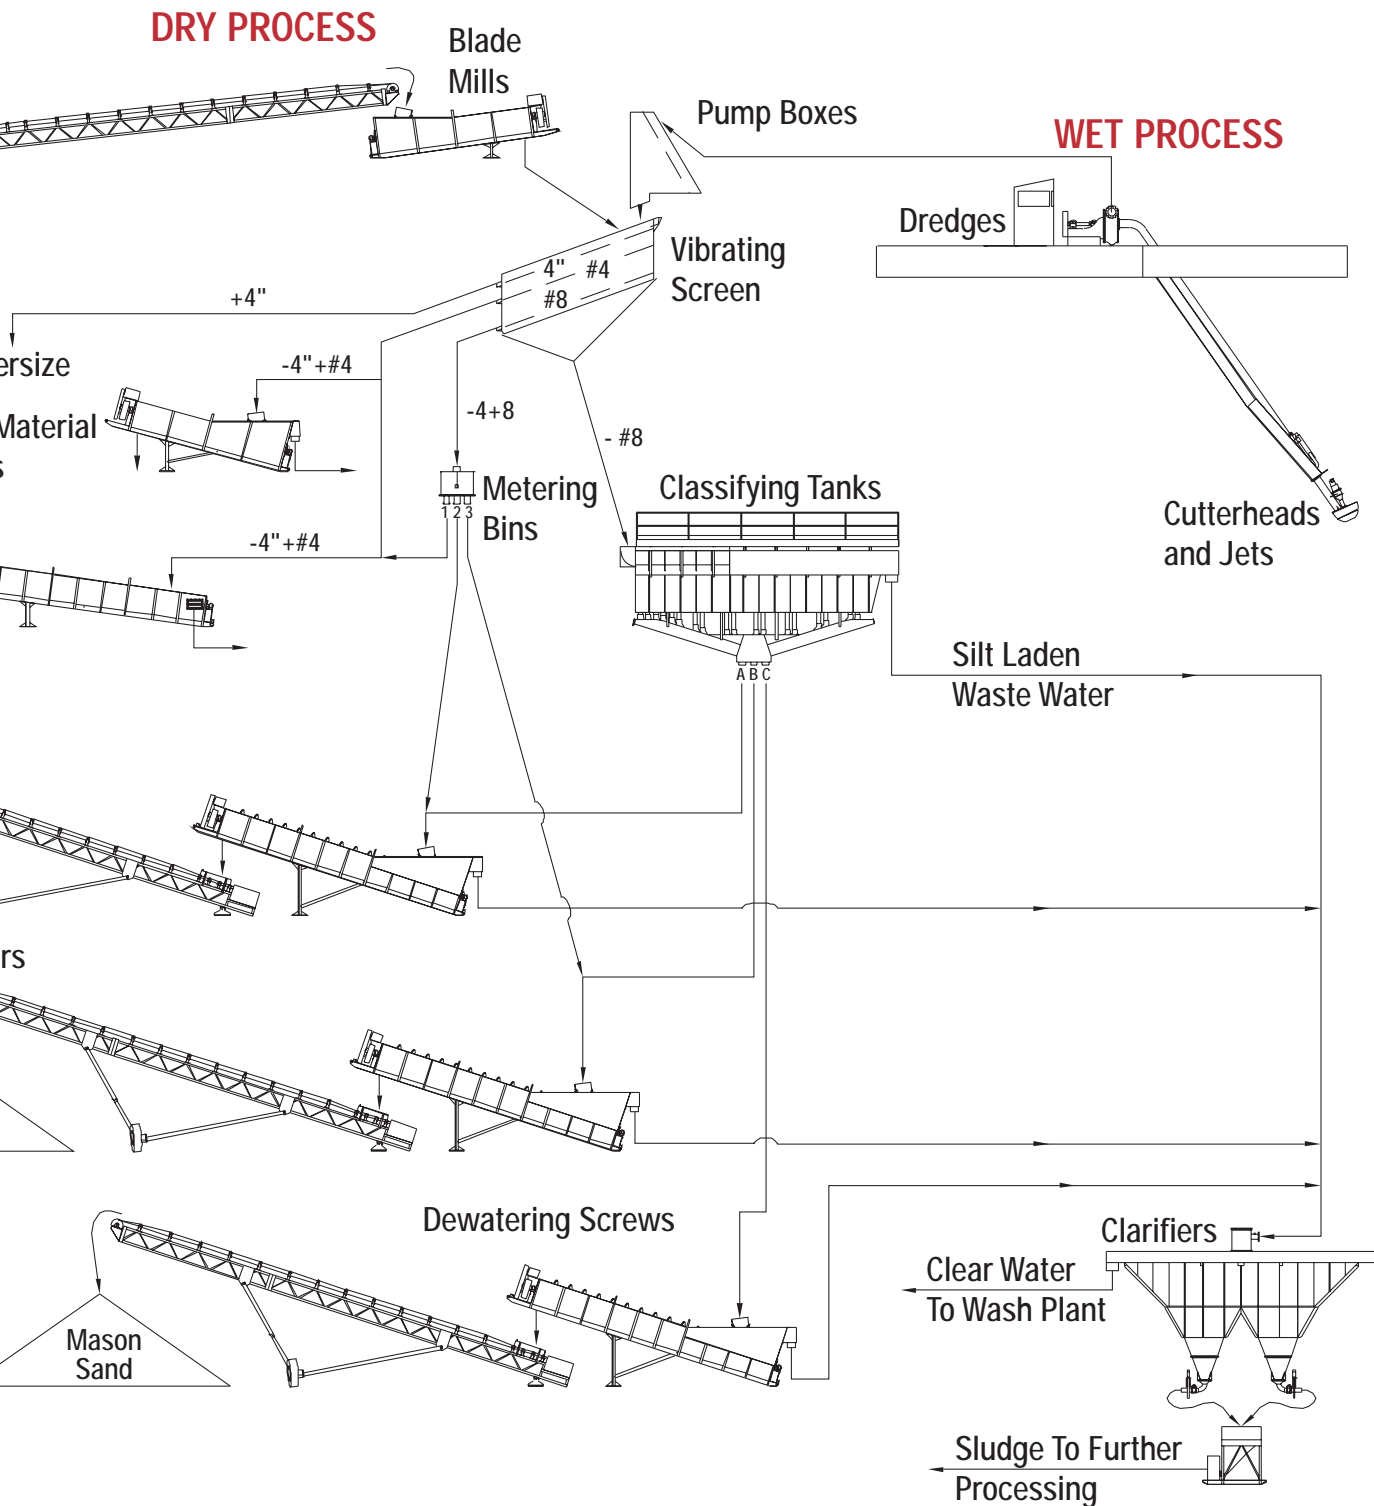 DRY PROCESS
Blade
Mills
Pump Boxes
WET PROCESS
Dredges
Vibrating
Screen
4" #4
#8
+4"
ersize
-4"+#4
Material
s
-4+8
- #8
Metering
Bins
1 2 3
Classifying Tanks
Cutterheads
and Jets
-4"+#4
A B C
Silt Laden
Waste Water
rs
Dewatering Screws
Clarifiers
Clear Water
To Wash Plant
Mason
Sand
Sludge To Further
Processing